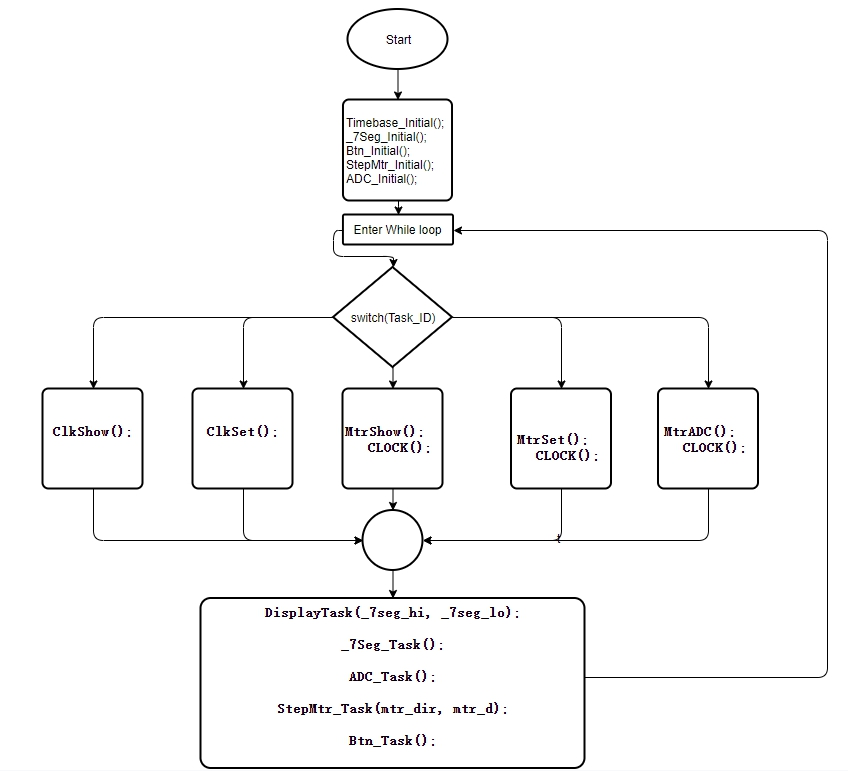 Start
Timebase_Initial();
_7Seg_Initial();
Btn_Initial();
StepMtr_Initial();
ADC_Initial();
Enter While loop
switch(Task_ID)
ClkShow();
ClkSet();
MtrShow();
CLOCK();
MtrSet();
CLOCK();
MtrADC();
CLOCK();
DisplayTask(_7seg_hi, _7seg_lo);
_7Seg_Task();
ADC_Task();
StepMtr_Task(mtr_dir, mtr_d);
Btn_Task();